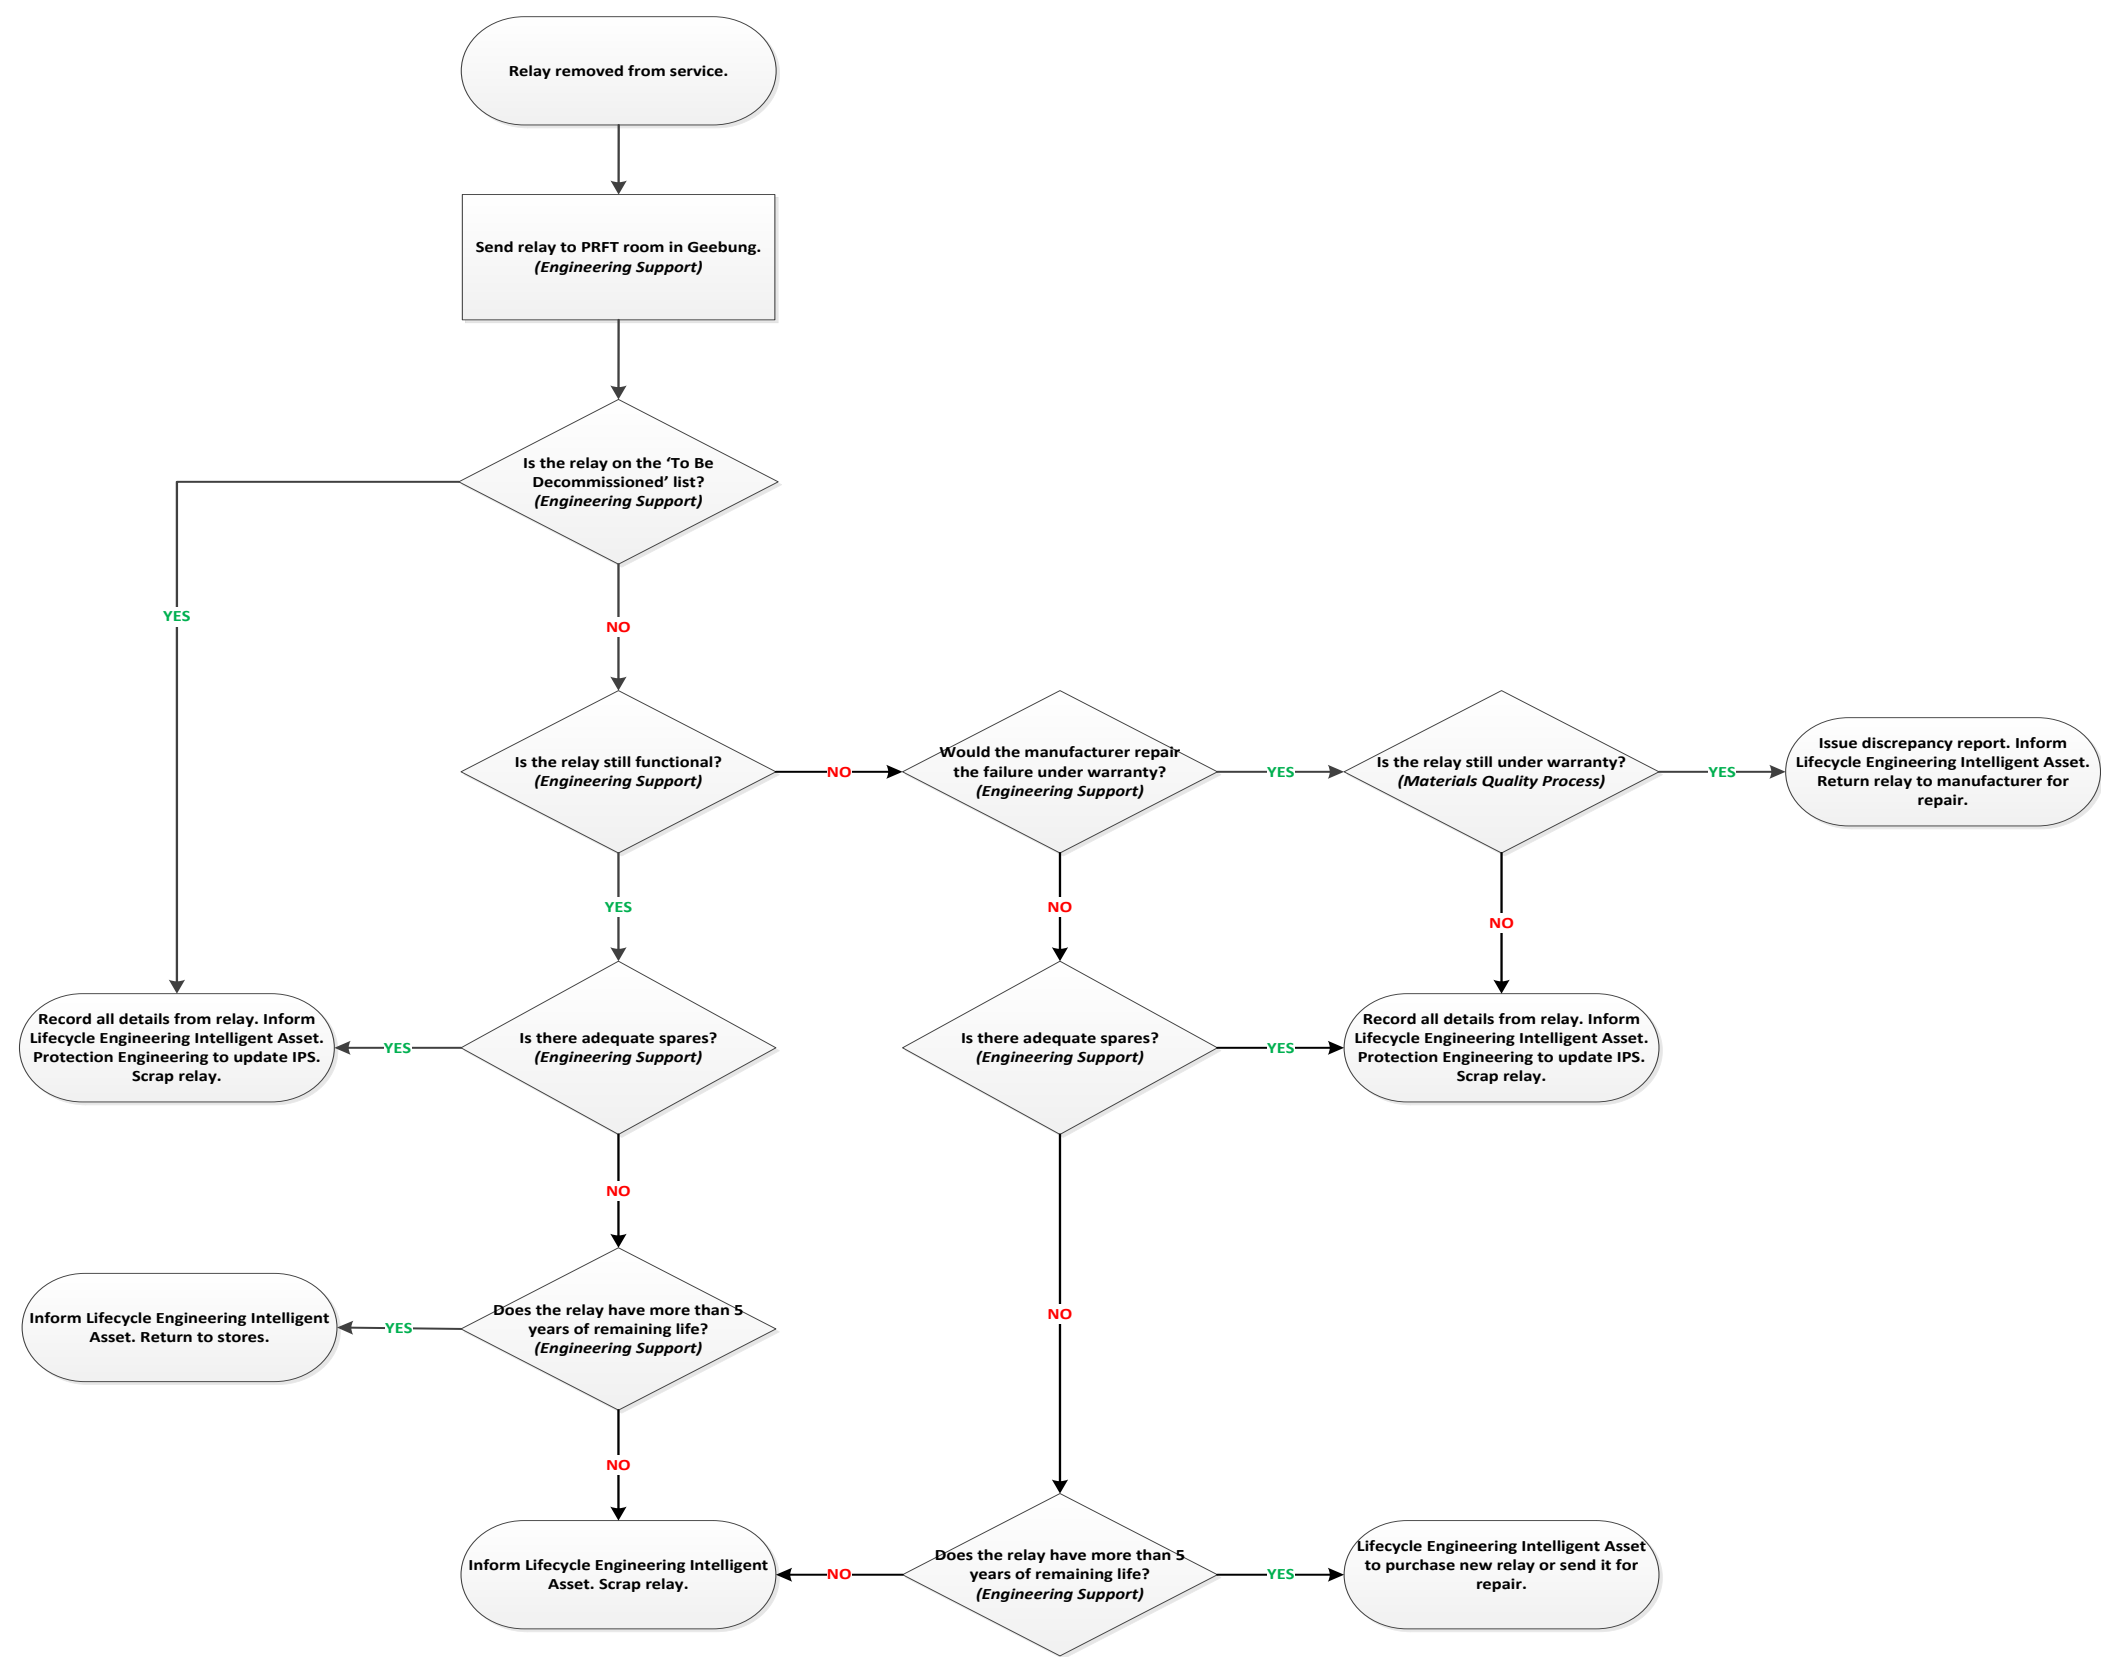 Relay removed from service.
Send relay to PRFT room in Geebung.
(Engineering Support)
Is the relay on the ‘To Be
Decommissioned’ list?
(Engineering Support)
YES
NO
Is the relay still functional?
(Engineering Support)
NO
Would the manufacturer repair
the failure under warranty?
(Engineering Support)
YES
Is the relay still under warranty?
(Materials Quality Process)
YES
Issue discrepancy report. Inform
Lifecycle Engineering Intelligent Asset.
Return relay to manufacturer for
repair.
YES
NO
NO
Record all details from relay. Inform
Lifecycle Engineering Intelligent Asset.
Protection Engineering to update IPS.
Scrap relay.
YES
Is there adequate spares?
(Engineering Support)
Is there adequate spares?
(Engineering Support)
YES
Record all details from relay. Inform
Lifecycle Engineering Intelligent Asset.
Protection Engineering to update IPS.
Scrap relay.
NO
Inform Lifecycle Engineering Intelligent
Asset. Return to stores.
YES
Does the relay have more than 5
years of remaining life?
(Engineering Support)
NO
NO
Inform Lifecycle Engineering Intelligent
Asset. Scrap relay.
NO
Does the relay have more than 5
years of remaining life?
(Engineering Support)
YES
Lifecycle Engineering Intelligent Asset
to purchase new relay or send it for
repair.